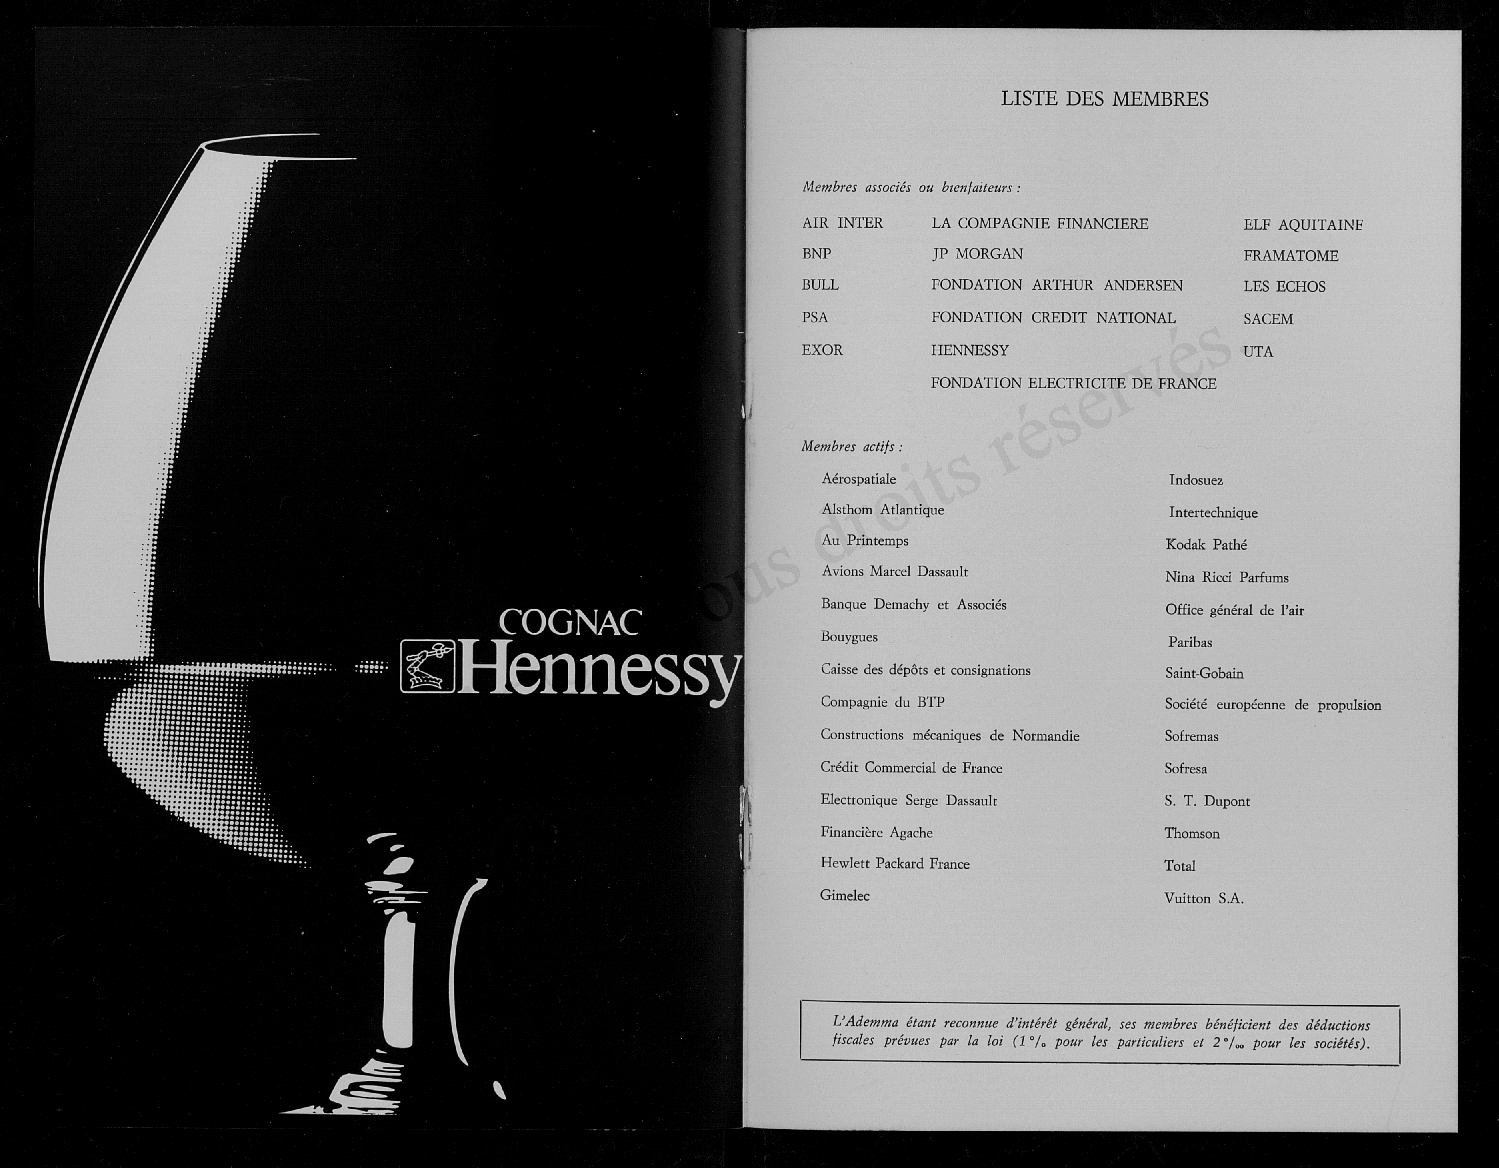 COGNAC
Hennessy
LISTE DES MEMBRES
Membres associés ou bienfaiteurs :
AIR INTER LA COMPAGNIE FINANCIERE ELF AQUITAINE
BNP JP MORGAN FRAMATOME
BULL FONDATION ARTHUR ANDERSEN LES ECHOS
PSA FONDATION CREDIT NATIONAL SACEM
EXOR HENNESSY UTA
FONDATION ELECTRICITE DE FRANCE
Membres actifs :
Aérospatiale
Alsthom Atlantique
Au Printemps
Avions Marcel Dassault
Banque Demachy et Associés
Bouygues
Caisse des dépôts et consignations
Compagnie du BTP
Constructions mécaniques de Normandie
Crédit Commercial de France
Electronique Serge Dassault
Financière Agache
Hewlett Packard France
Gimelec
Indosuez
Intertechnique
Kodak Pathé
Nina Ricci Parfums
Office général de l'air
Paribas
Saint-Gobain
Société européenne de propulsion
Sofremas
Sofresa
S. T. Dupont
Thomson
Total
Vuitton S.A.
L'Ademma étant reconnue d'intérêt général, ses membres bénéficient des déductions
fiscales prévues par la loi (1 % pour les particuliers et 2 ‰ pour les sociétés).
ous droits réservés